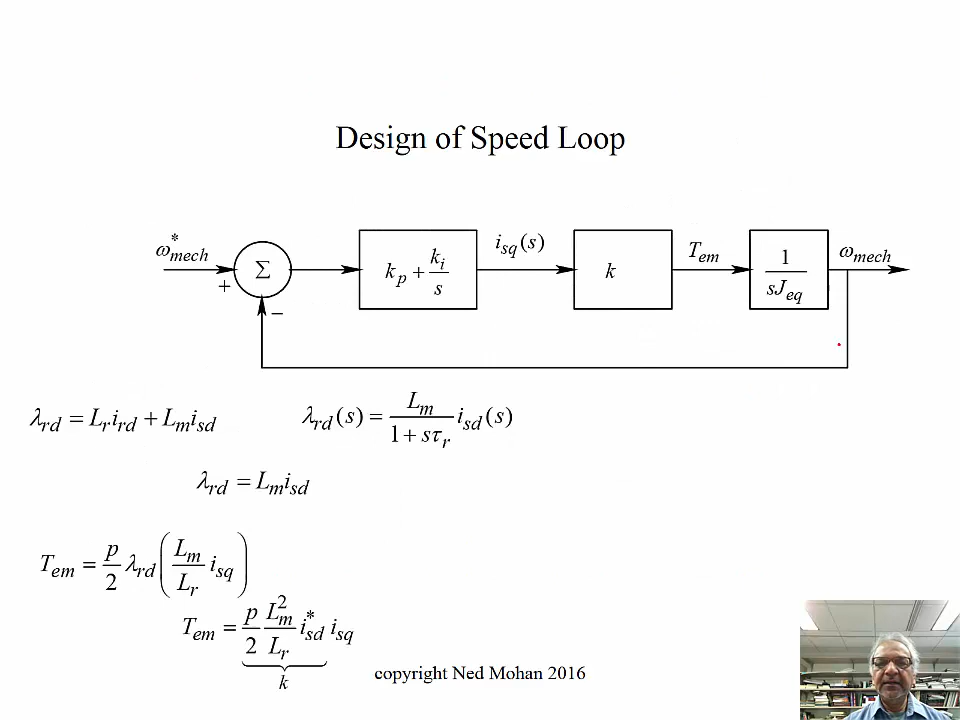 Design of Speed Loop
ω*mech
+
Σ
−
kp + ki/s
isq(s)
k
Tem
1/sJeq
ωmech
λrd = Lr ird + Lm isd
λrd(s) = Lm/(1 + sτr) isd(s)
λrd = Lm isd
Tem = p/2 λrd (Lm/Lr isq)
Tem = p/2 Lm²/Lr i*sd isq
k
copyright Ned Mohan 2016